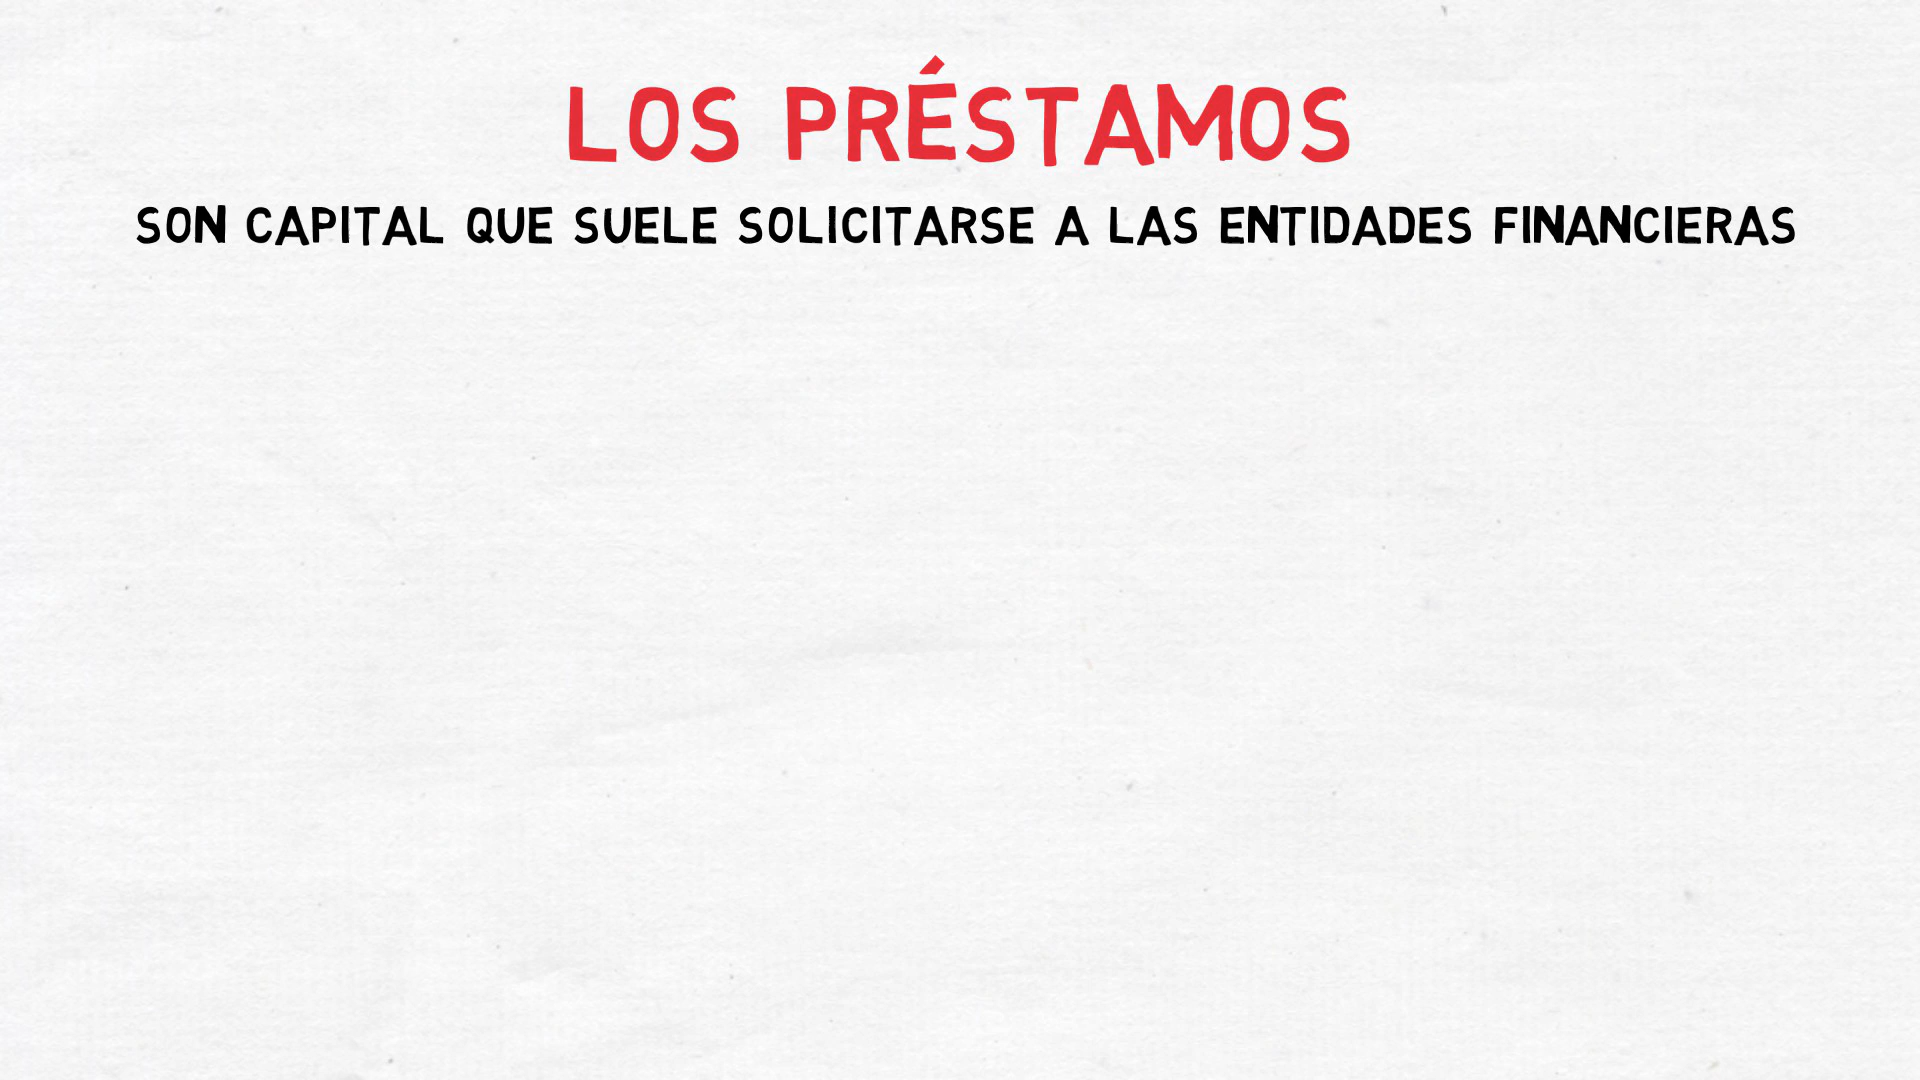 LOS PRÉSTAMOS
SON CAPITAL QUE SUELE SOLICITARSE A LAS ENTIDADES FINANCIERAS